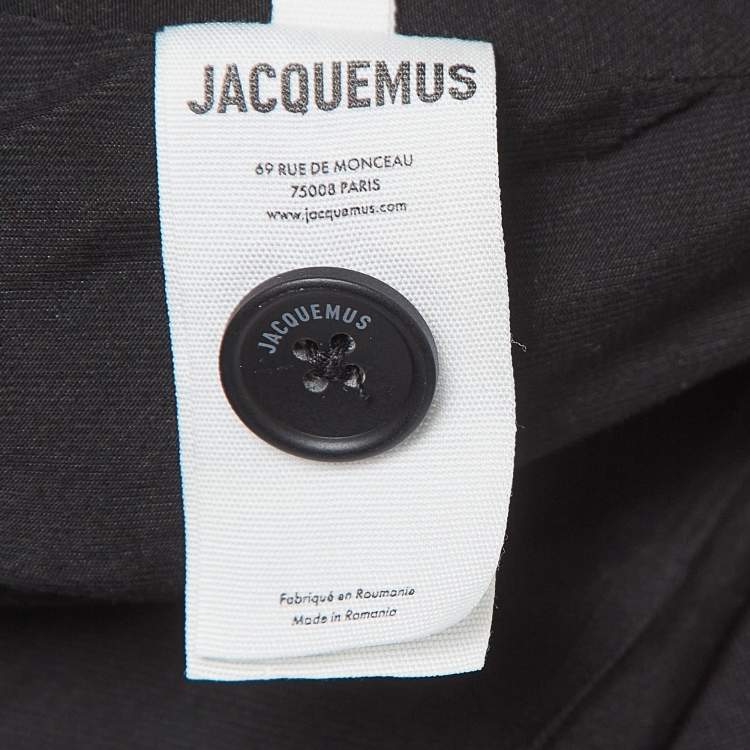 JACQUEMUS
69 RUE DE MONCEAU
75008 PARIS
www.jacquemus.com
JACQUEMUS
Fabriqué en Roumanie
Made in Romania